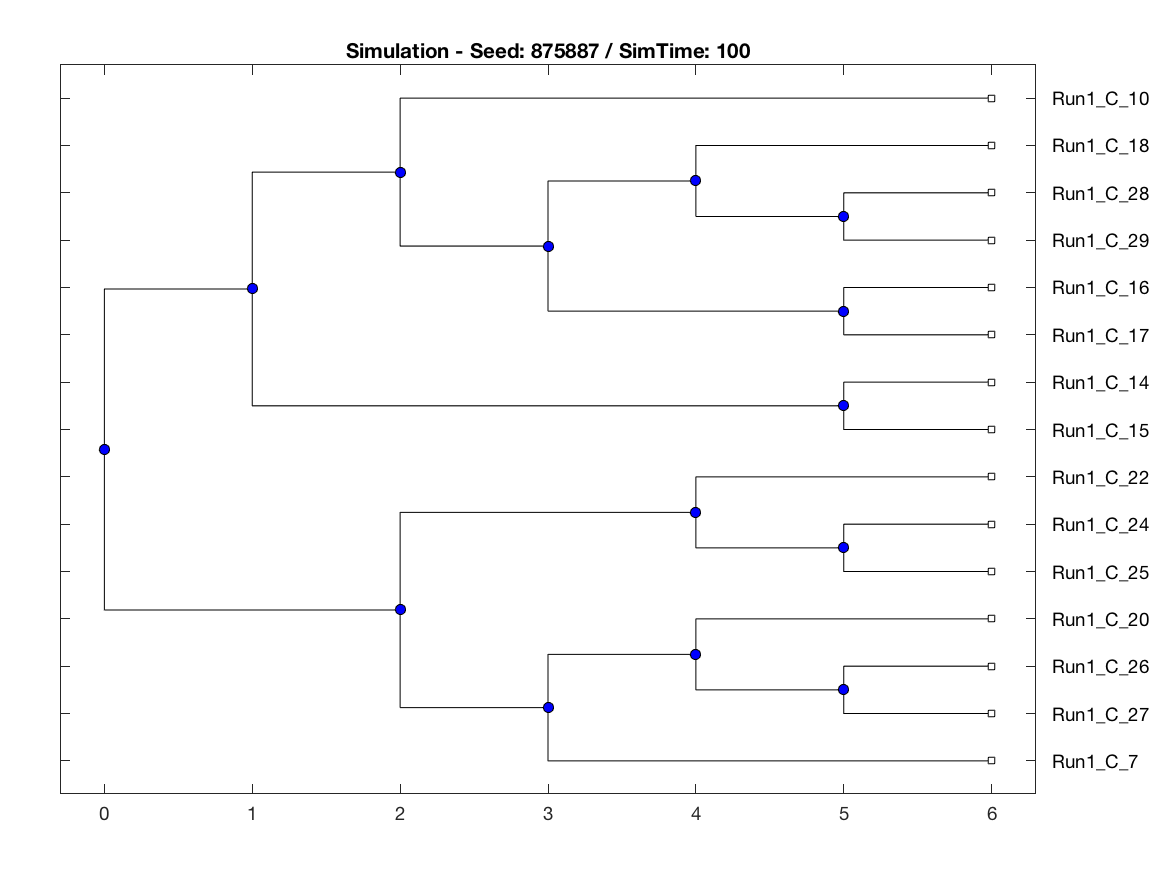 Simulation - Seed: 875887 / SimTime: 100
Run1_C_10
Run1_C_18
Run1_C_28
Run1_C_29
Run1_C_16
Run1_C_17
Run1_C_14
Run1_C_15
Run1_C_22
Run1_C_24
Run1_C_25
Run1_C_20
Run1_C_26
Run1_C_27
Run1_C_7
0 1 2 3 4 5 6